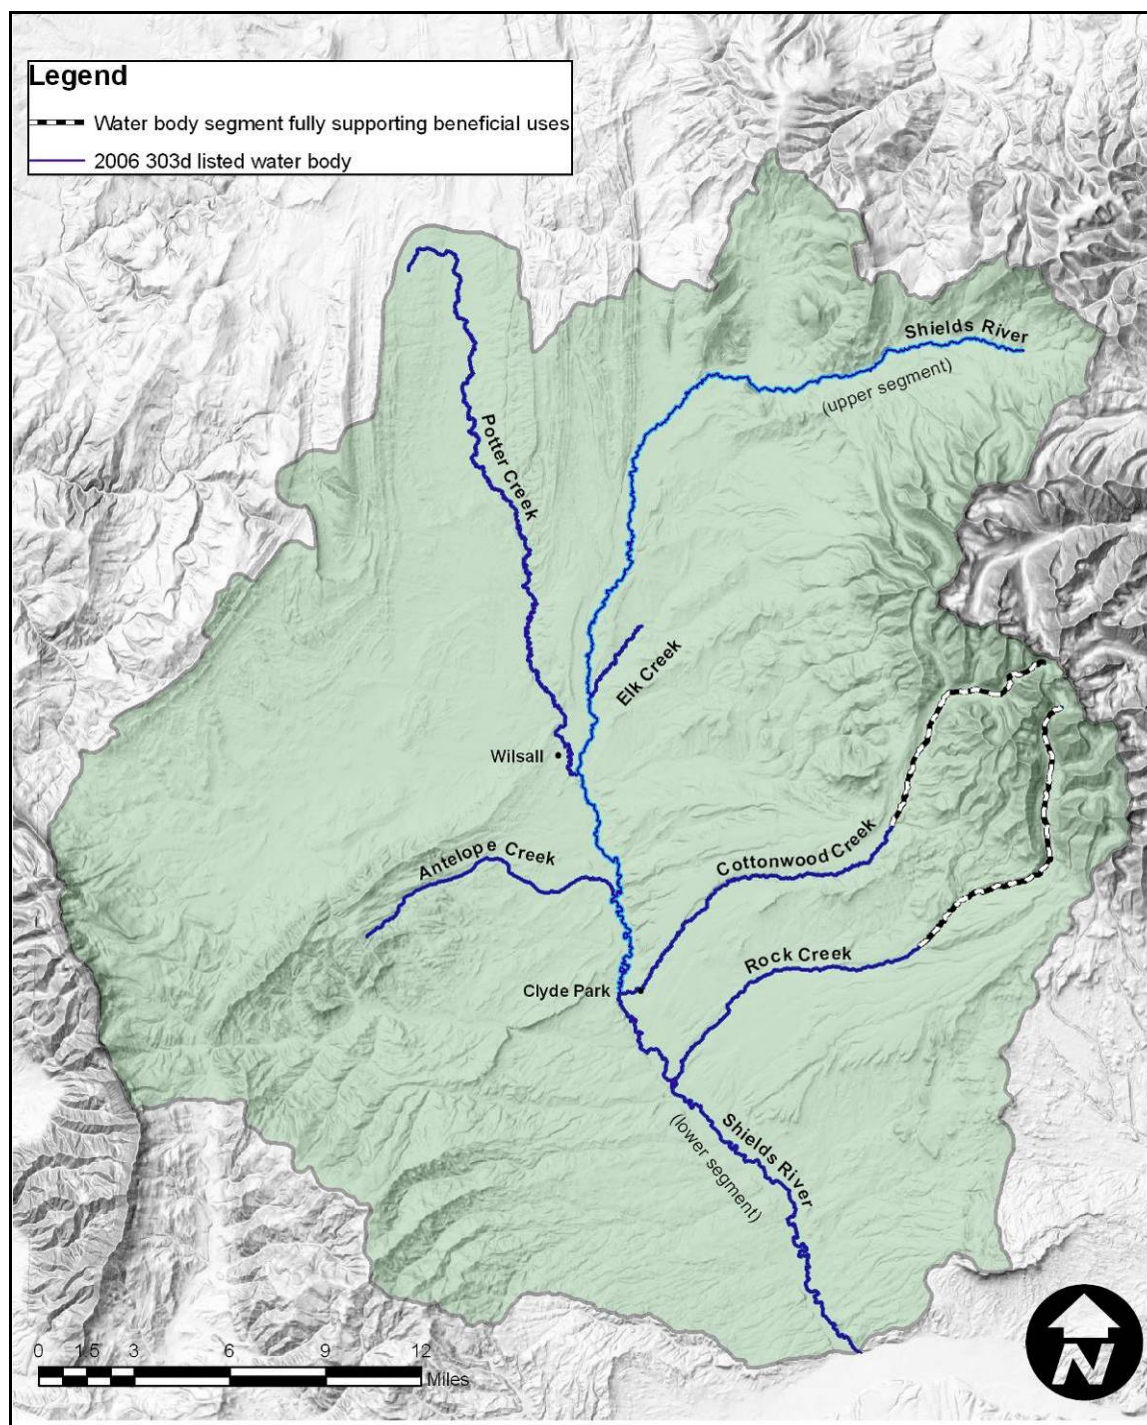 Legend
Water body segment fully supporting beneficial uses
2006 303d listed water body
Shields River
(upper segment)
Potter Creek
Elk Creek
Wilsall
Antelope Creek
Cottonwood Creek
Rock Creek
Clyde Park
Shields River
(lower segment)
0 1.5 3 6 9 12
Miles
N